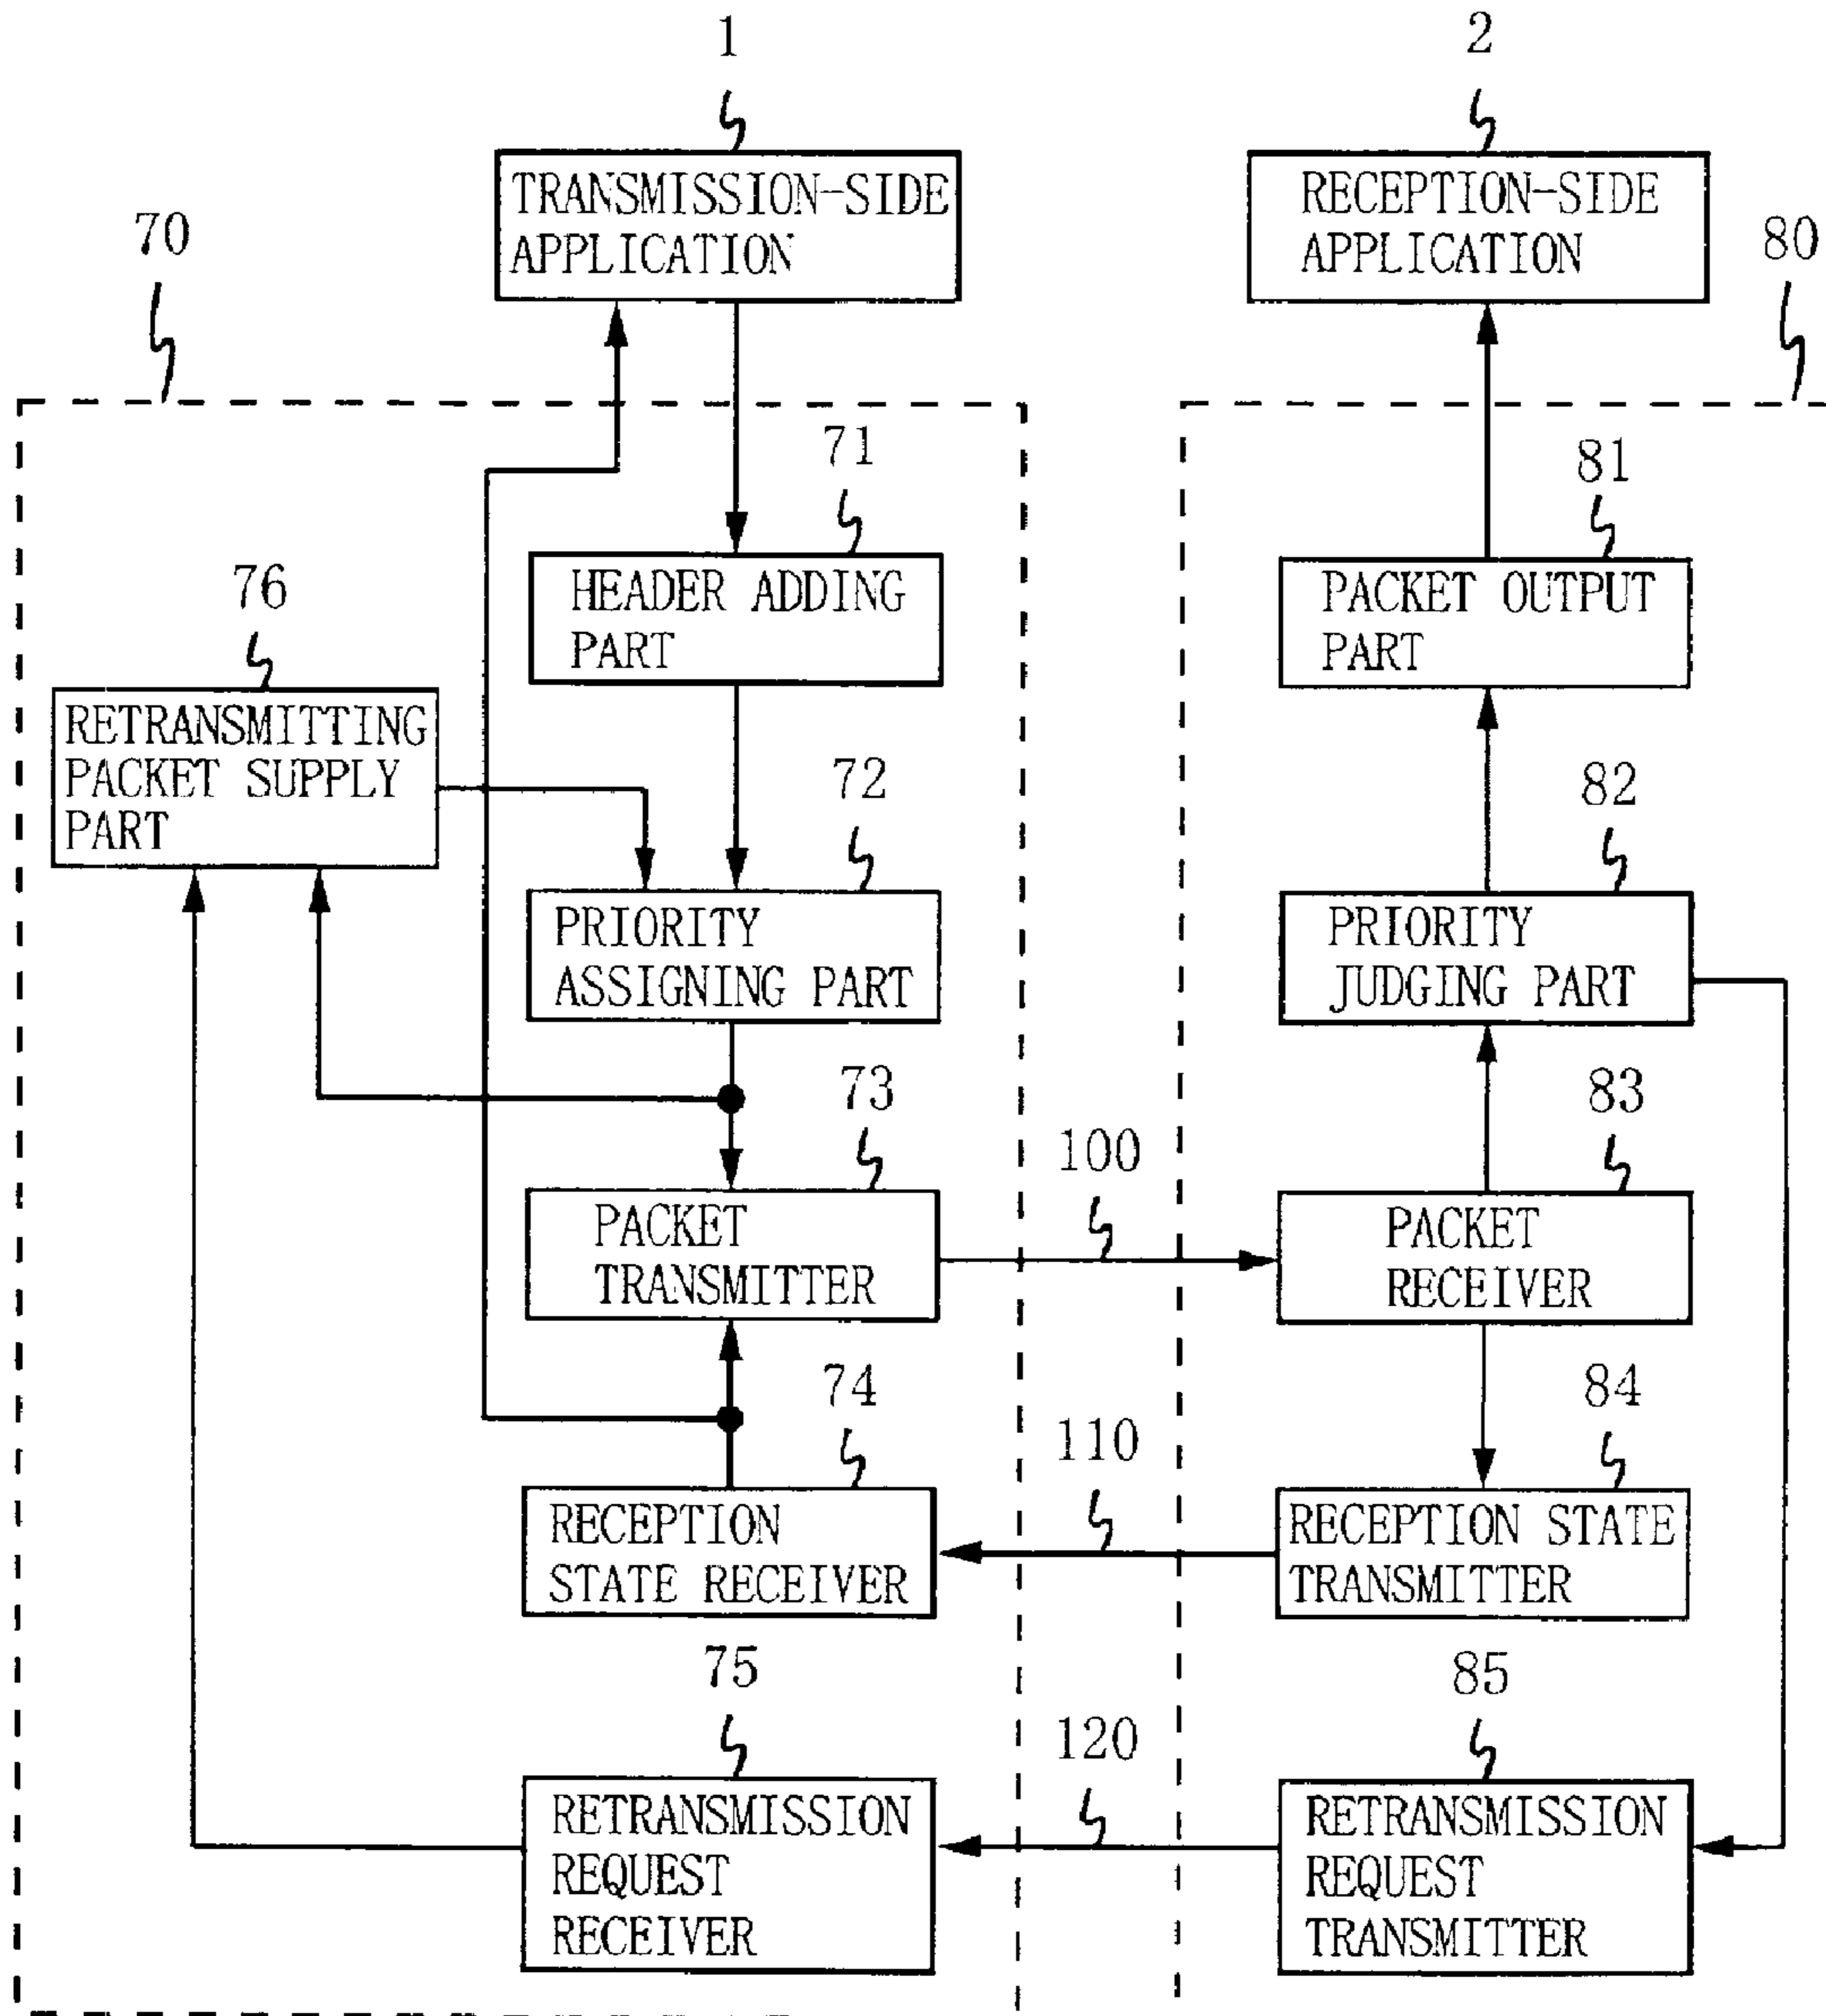 1
2
TRANSMISSION-SIDE
APPLICATION
RECEPTION-SIDE
APPLICATION
70
80
71
HEADER ADDING
PART
81
PACKET OUTPUT
PART
76
RETRANSMITTING
PACKET SUPPLY
PART
72
PRIORITY
ASSIGNING PART
82
PRIORITY
JUDGING PART
73
PACKET
TRANSMITTER
100
83
PACKET
RECEIVER
74
RECEPTION
STATE RECEIVER
110
84
RECEPTION STATE
TRANSMITTER
75
RETRANSMISSION
REQUEST
RECEIVER
120
85
RETRANSMISSION
REQUEST
TRANSMITTER